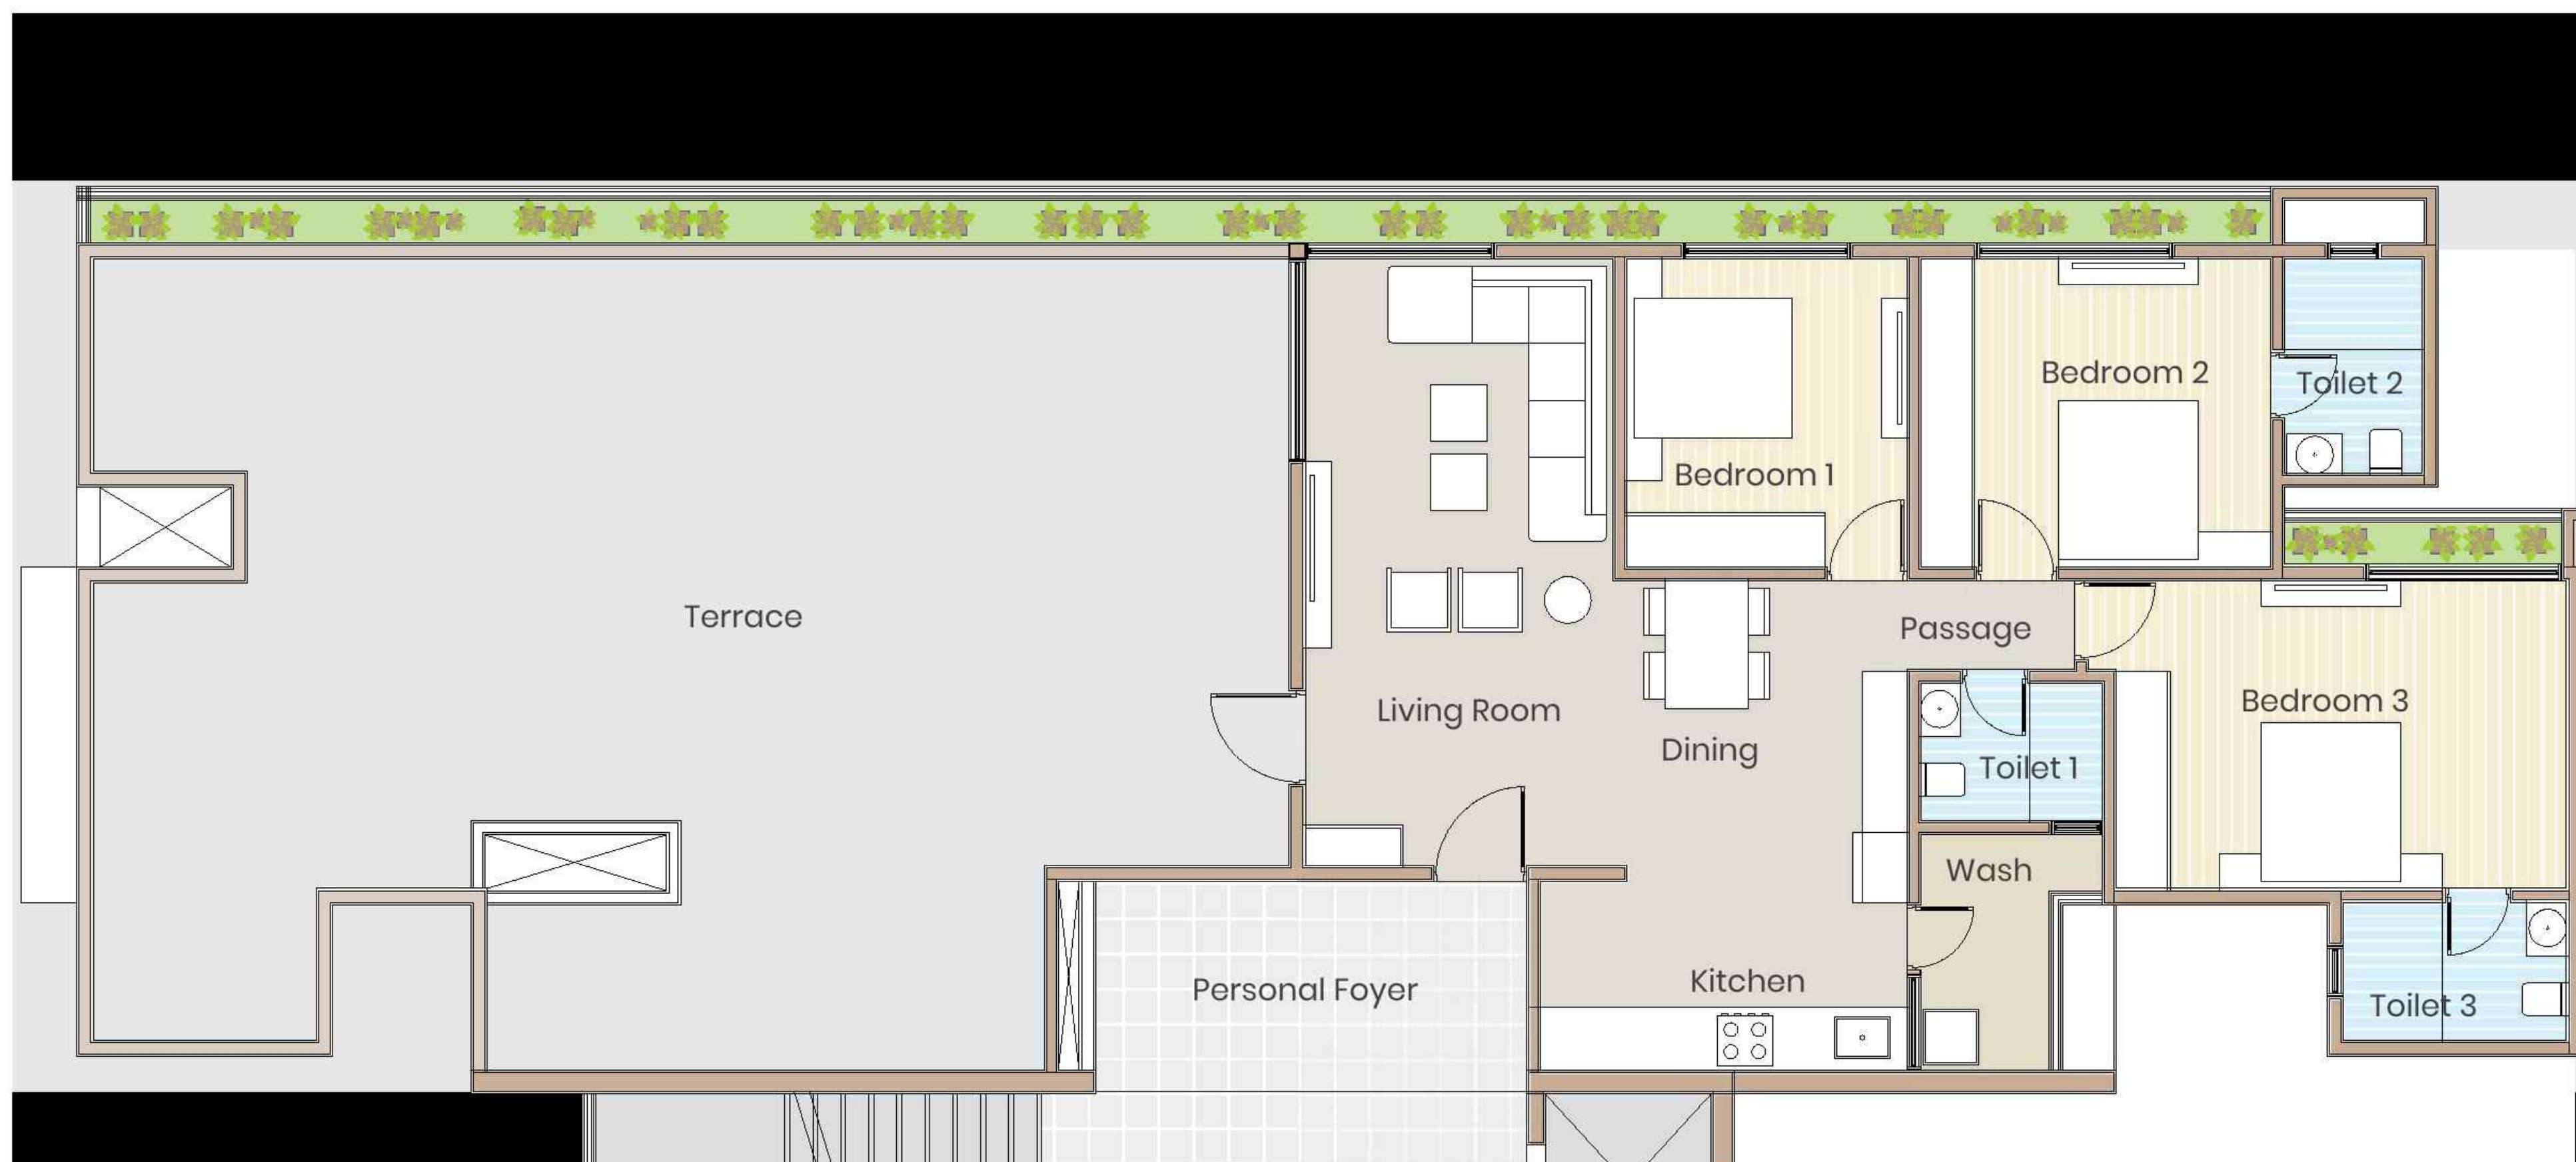 Bedroom 2
Toilet 2
Bedroom 1
Terrace
Passage
Living Room
Bedroom 3
Dining
Toilet 1
Wash
Kitchen
Personal Foyer
Toilet 3